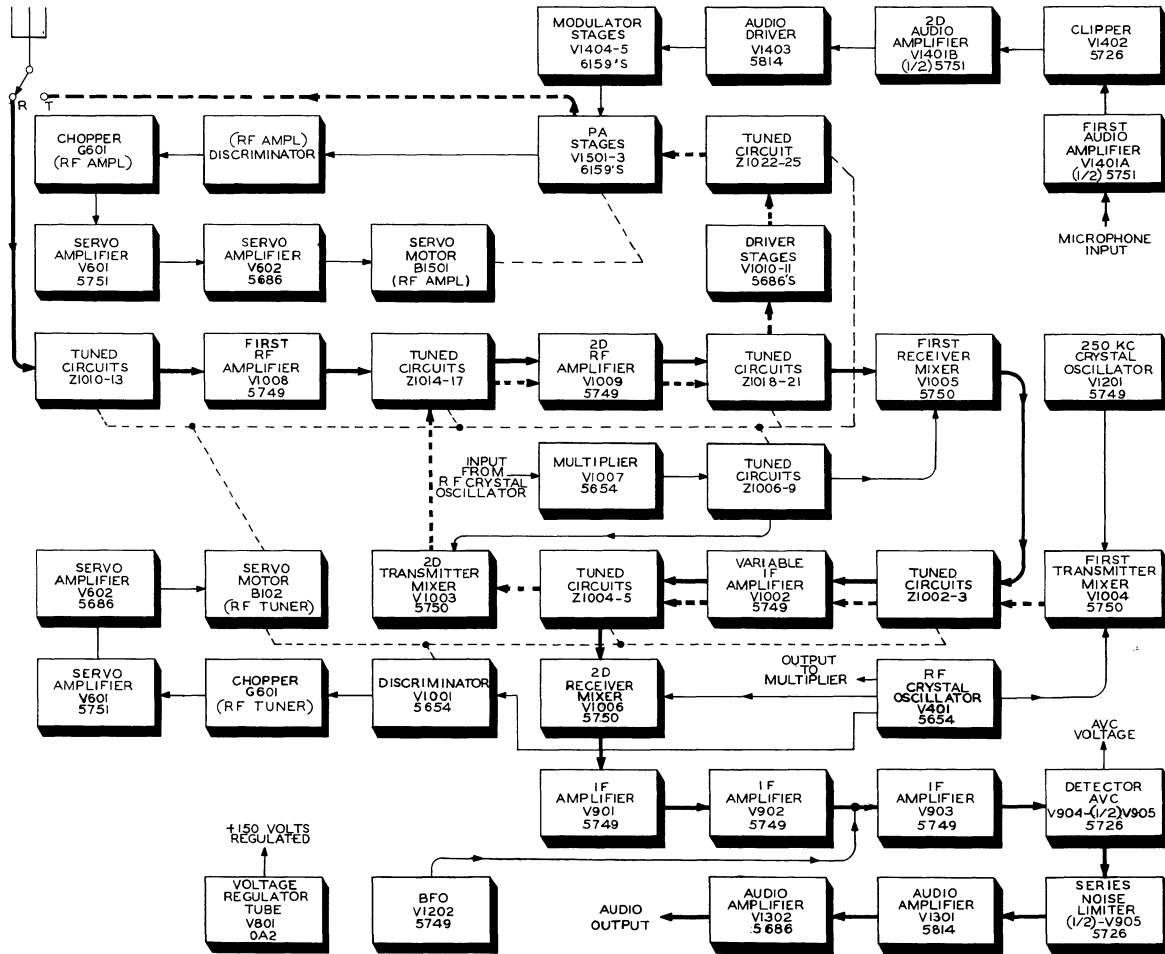 MODULATOR
STAGES
V1404-5
6159'S
AUDIO
DRIVER
V1403
5814
2D
AUDIO
AMPLIFIER
V1401B
(1/2) 5751
CLIPPER
V1402
5726
R
T
CHOPPER
G601
(RF AMPL)
(RF AMPL)
DISCRIMINATOR
PA
STAGES
V1501-3
6159'S
TUNED
CIRCUIT
Z1022-25
FIRST
AUDIO
AMPLIFIER
V1401A
(1/2) 5751
SERVO
AMPLIFIER
V601
5751
SERVO
AMPLIFIER
V602
5686
SERVO
MOTOR
B1501
(RF AMPL)
DRIVER
STAGES
V1010-11
5686'S
MICROPHONE
INPUT
TUNED
CIRCUITS
Z1010-13
FIRST
RF
AMPLIFIER
V1008
5749
TUNED
CIRCUITS
Z1014-17
2D
RF
AMPLIFIER
V1009
5749
TUNED
CIRCUITS
Z1018-21
FIRST
RECEIVER
MIXER
V1005
5750
250 KC
CRYSTAL
OSCILLATOR
V1201
5749
INPUT
FROM
RF CRYSTAL
OSCILLATOR
MULTIPLIER
V1007
5654
TUNED
CIRCUITS
Z1006-9
SERVO
AMPLIFIER
V602
5686
SERVO
MOTOR
B102
(RF TUNER)
2D
TRANSMITTER
MIXER
V1003
5750
TUNED
CIRCUITS
Z1004-5
VARIABLE
IF
AMPLIFIER
V1002
5749
TUNED
CIRCUITS
Z1002-3
FIRST
TRANSMITTER
MIXER
V1004
5750
SERVO
AMPLIFIER
V601
5751
CHOPPER
G601
(RF TUNER)
DISCRIMINATOR
V1001
5654
2D
RECEIVER
MIXER
V1006
5750
OUTPUT
TO
MULTIPLIER
RF
CRYSTAL
OSCILLATOR
V401
5654
AVC
VOLTAGE
IF
AMPLIFIER
V901
5749
IF
AMPLIFIER
V902
5749
IF
AMPLIFIER
V903
5749
DETECTOR
AVC
V904-(1/2)V905
5726
+150 VOLTS
REGULATED
VOLTAGE
REGULATOR
TUBE
V801
0A2
BFO
V1202
5749
AUDIO
OUTPUT
AUDIO
AMPLIFIER
V1302
5686
AUDIO
AMPLIFIER
V1301
5814
SERIES
NOISE
LIMITER
(1/2)-V905
5726